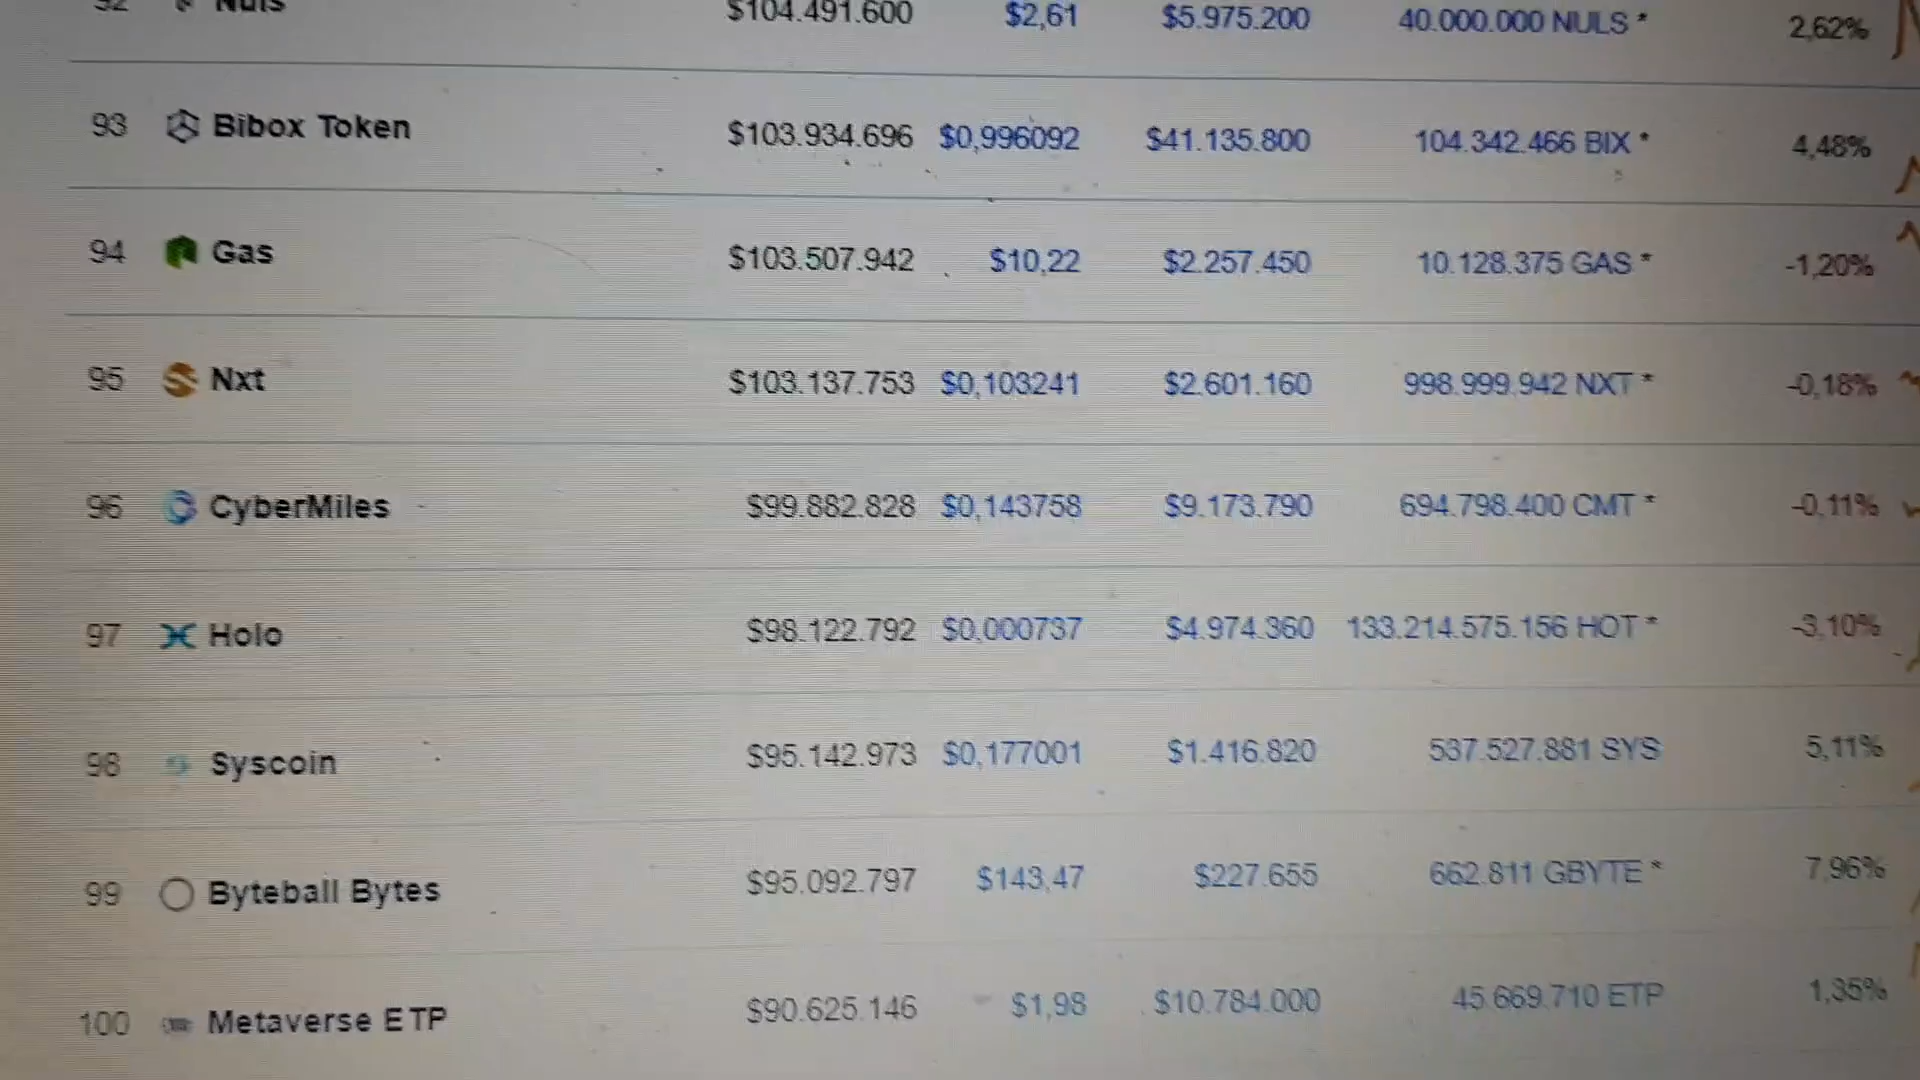 92 Nuls $104.491.600 $2,61 $5.975.200 40.000.000 NULS * 2,62%
93 Bibox Token $103.934.696 $0,996092 $41.135.800 104.342.466 BIX * 4,48%
94 Gas $103.507.942 $10,22 $2.257.450 10.128.375 GAS * -1,20%
95 Nxt $103.137.753 $0,103241 $2.601.160 998.999.942 NXT * -0,18%
96 CyberMiles $99.882.828 $0,143758 $9.173.790 694.798.400 CMT * -0,11%
97 Holo $98.122.792 $0,000737 $4.974.360 133.214.575.156 HOT * -3,10%
98 Syscoin $95.142.973 $0,177001 $1.416.820 537.527.881 SYS 5,11%
99 Byteball Bytes $95.092.797 $143,47 $227.655 662.811 GBYTE * 7,96%
100 Metaverse ETP $90.625.146 $1,98 $10.784.000 45.669.710 ETP 1,35%